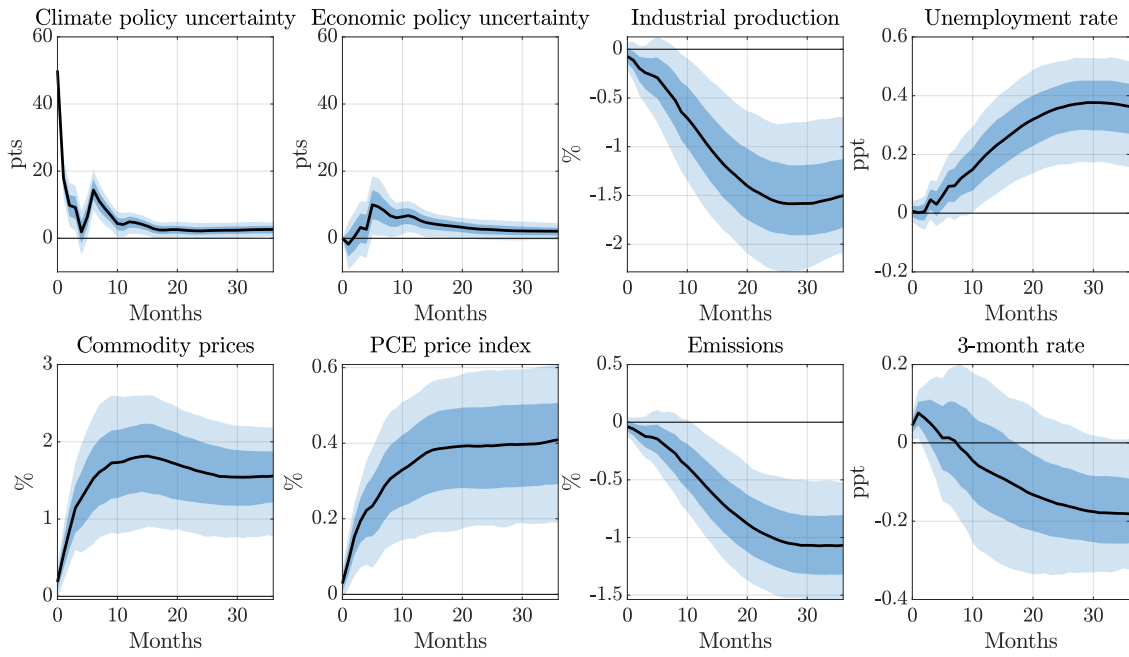 Climate policy uncertainty
60
40
20
0
pts
0 10 20 30
Months
Economic policy uncertainty
60
40
20
0
pts
0 10 20 30
Months
Industrial production
0
-0.5
-1
-1.5
-2
%
0 10 20 30
Months
Unemployment rate
0.6
0.4
0.2
0
-0.2
ppt
0 10 20 30
Months
Commodity prices
3
2
1
0
%
0 10 20 30
Months
PCE price index
0.6
0.4
0.2
0
%
0 10 20 30
Months
Emissions
0.5
0
-0.5
-1
-1.5
%
0 10 20 30
Months
3-month rate
0.2
0
-0.2
-0.4
ppt
0 10 20 30
Months